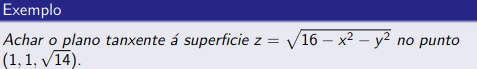 Exemplo
Achar o plano tanxente á superficie z = √16 − x² − y² no punto
(1, 1, √14).